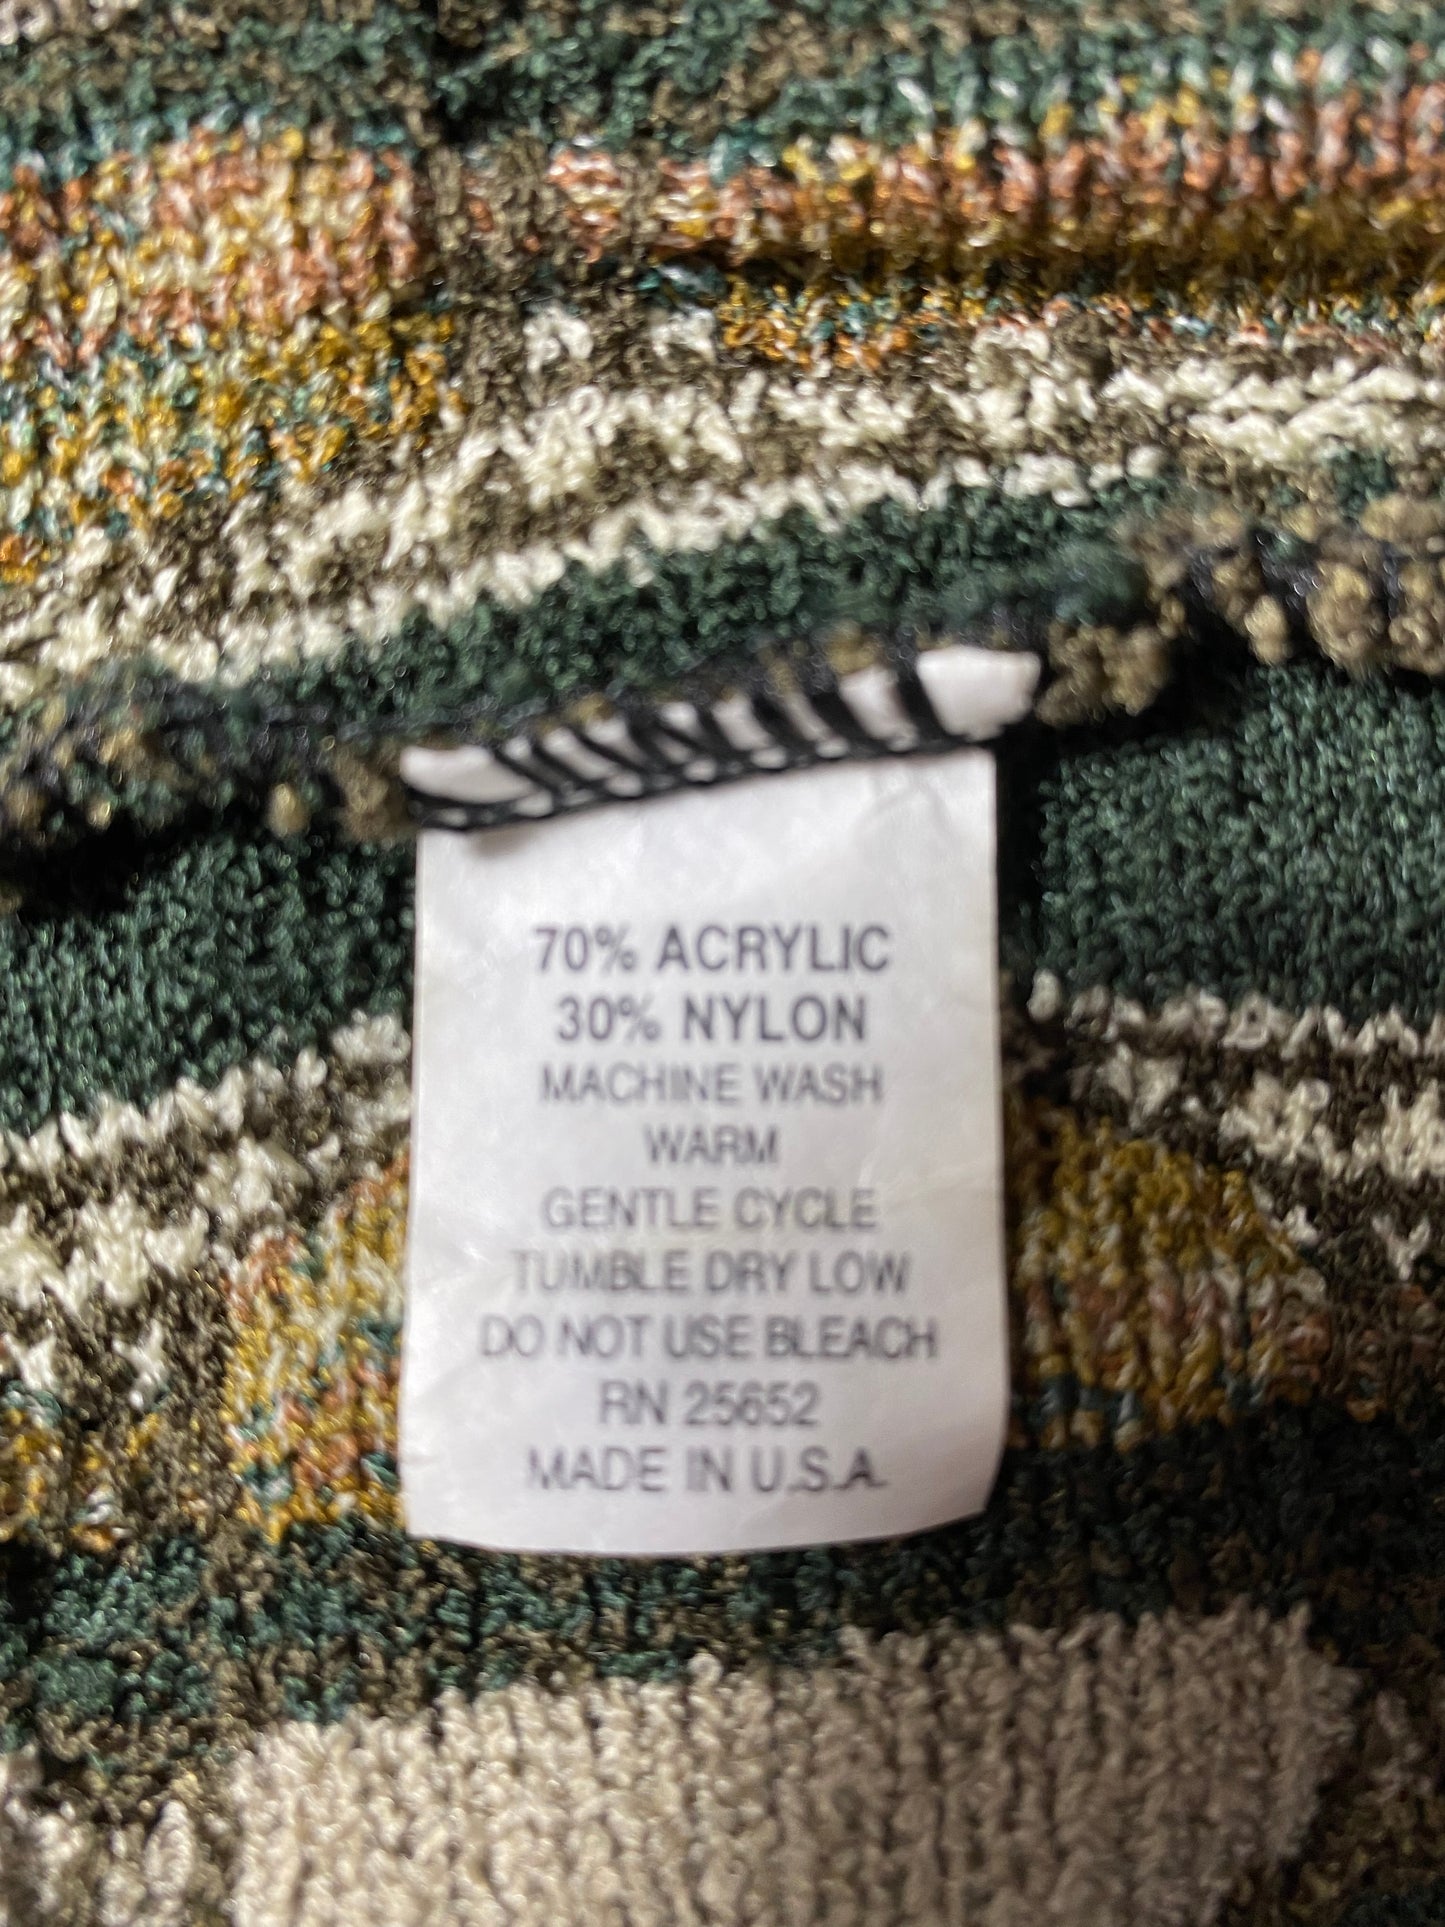 70% ACRYLIC
30% NYLON
MACHINE WASH
WARM
GENTLE CYCLE
TUMBLE DRY LOW
DO NOT USE BLEACH
RN 25652
MADE IN U.S.A.